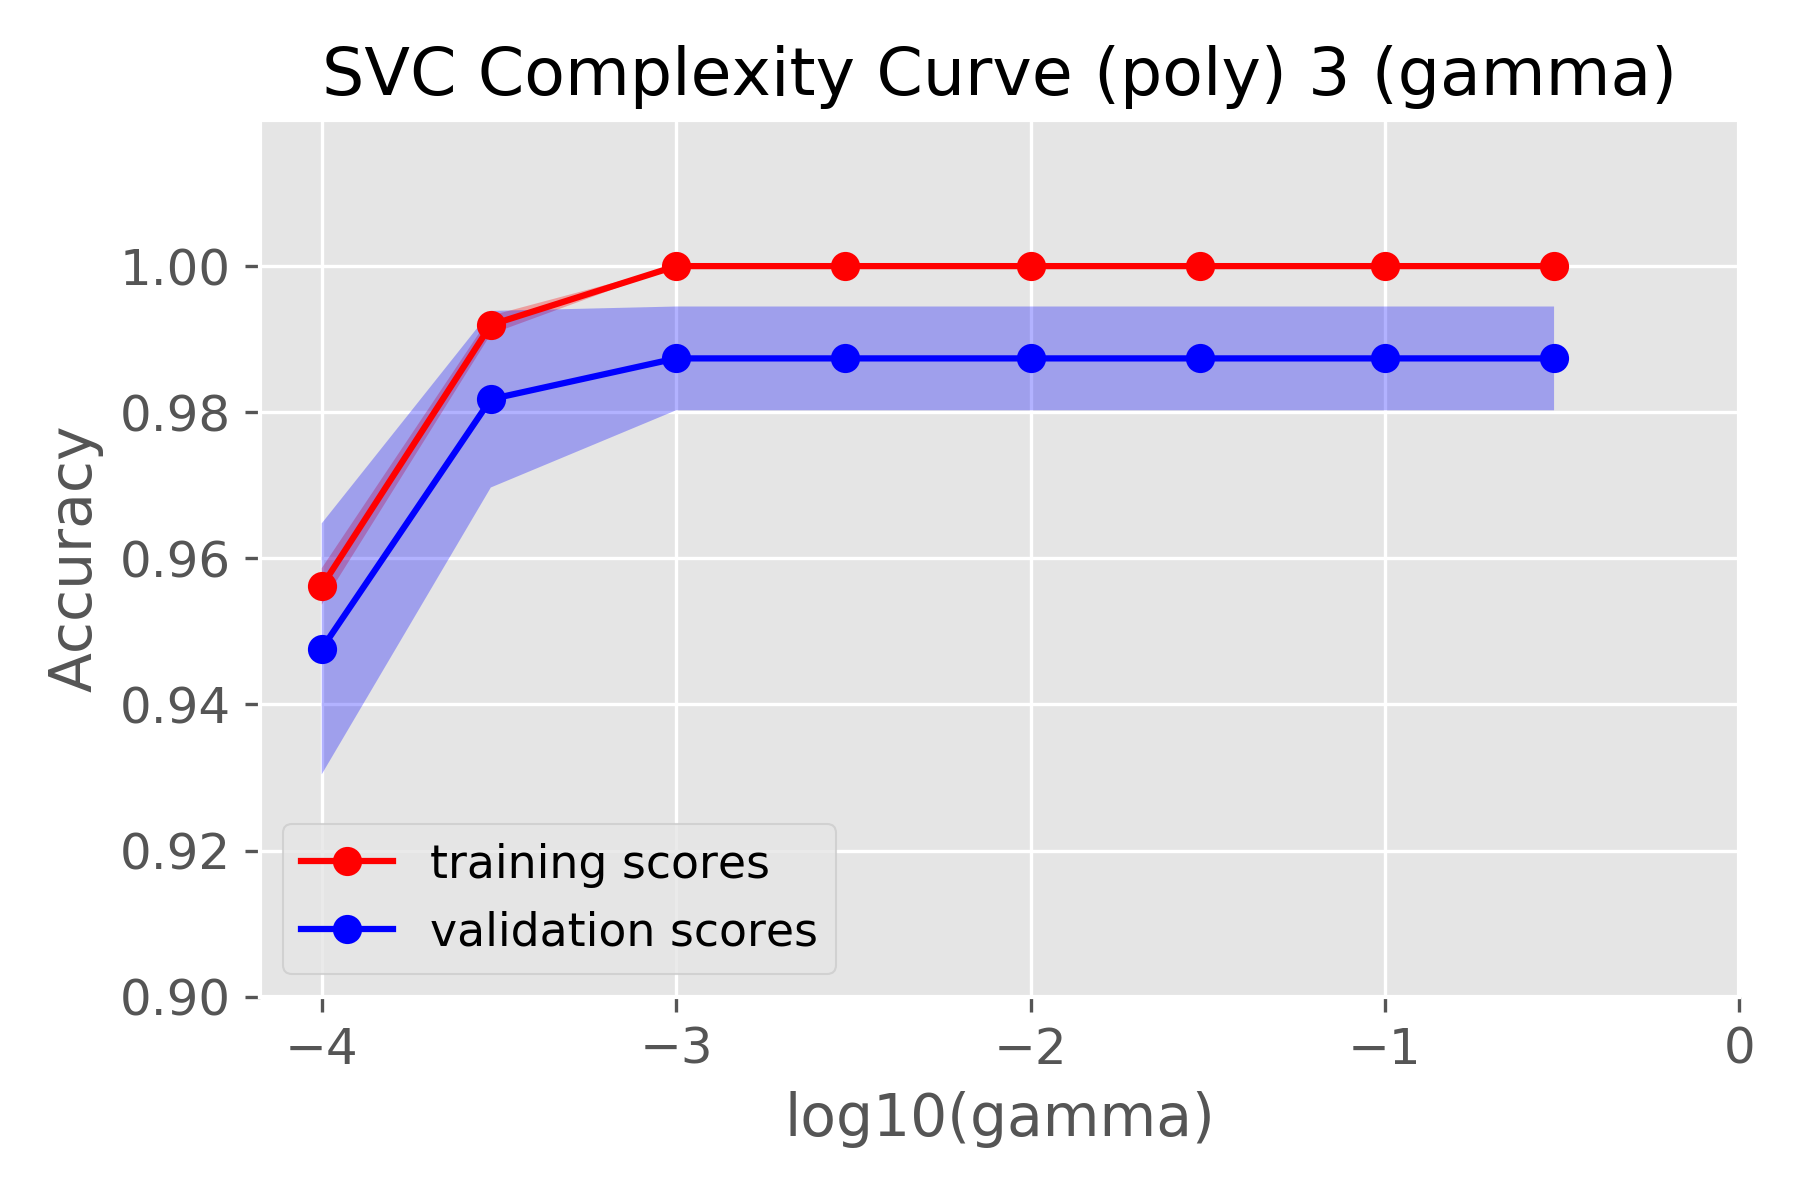 SVC Complexity Curve (poly) 3 (gamma)
Accuracy
1.00
0.98
0.96
0.94
0.92
0.90
training scores
validation scores
−4 −3 −2 −1 0
log10(gamma)